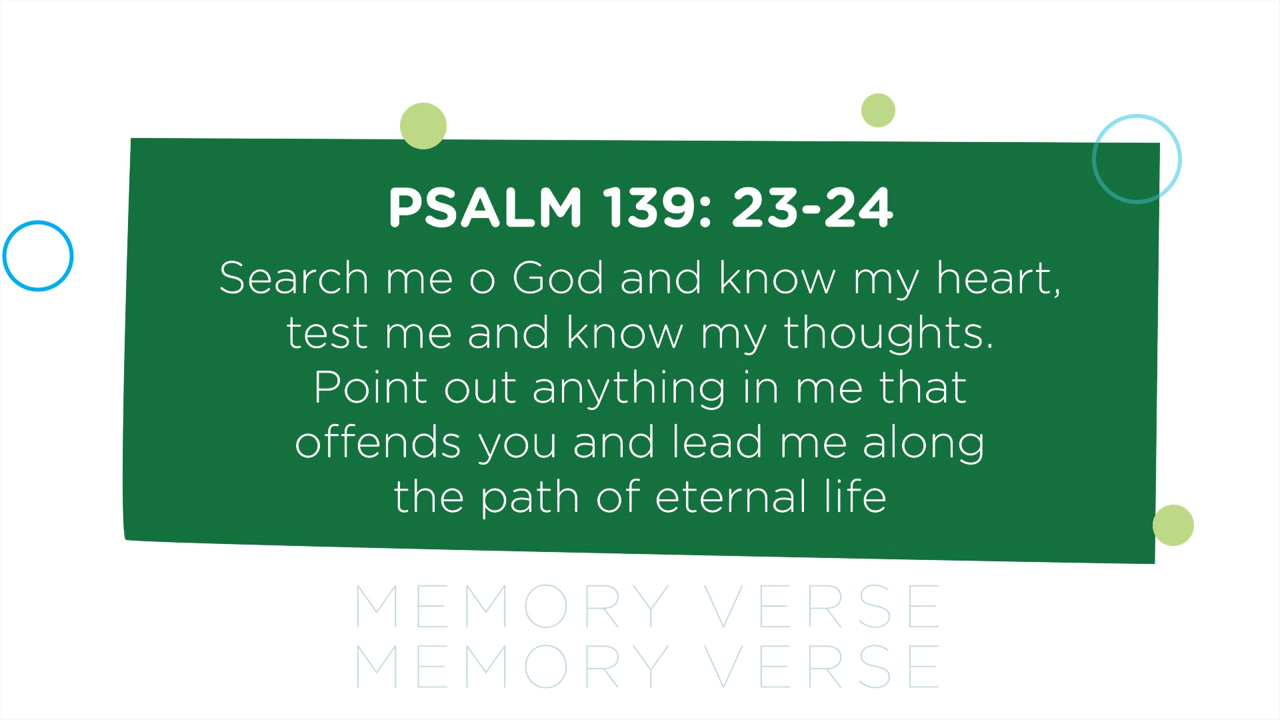 PSALM 139: 23-24
Search me o God and know my heart,
test me and know my thoughts.
Point out anything in me that
offends you and lead me along
the path of eternal life
MEMORY VERSE
MEMORY VERSE